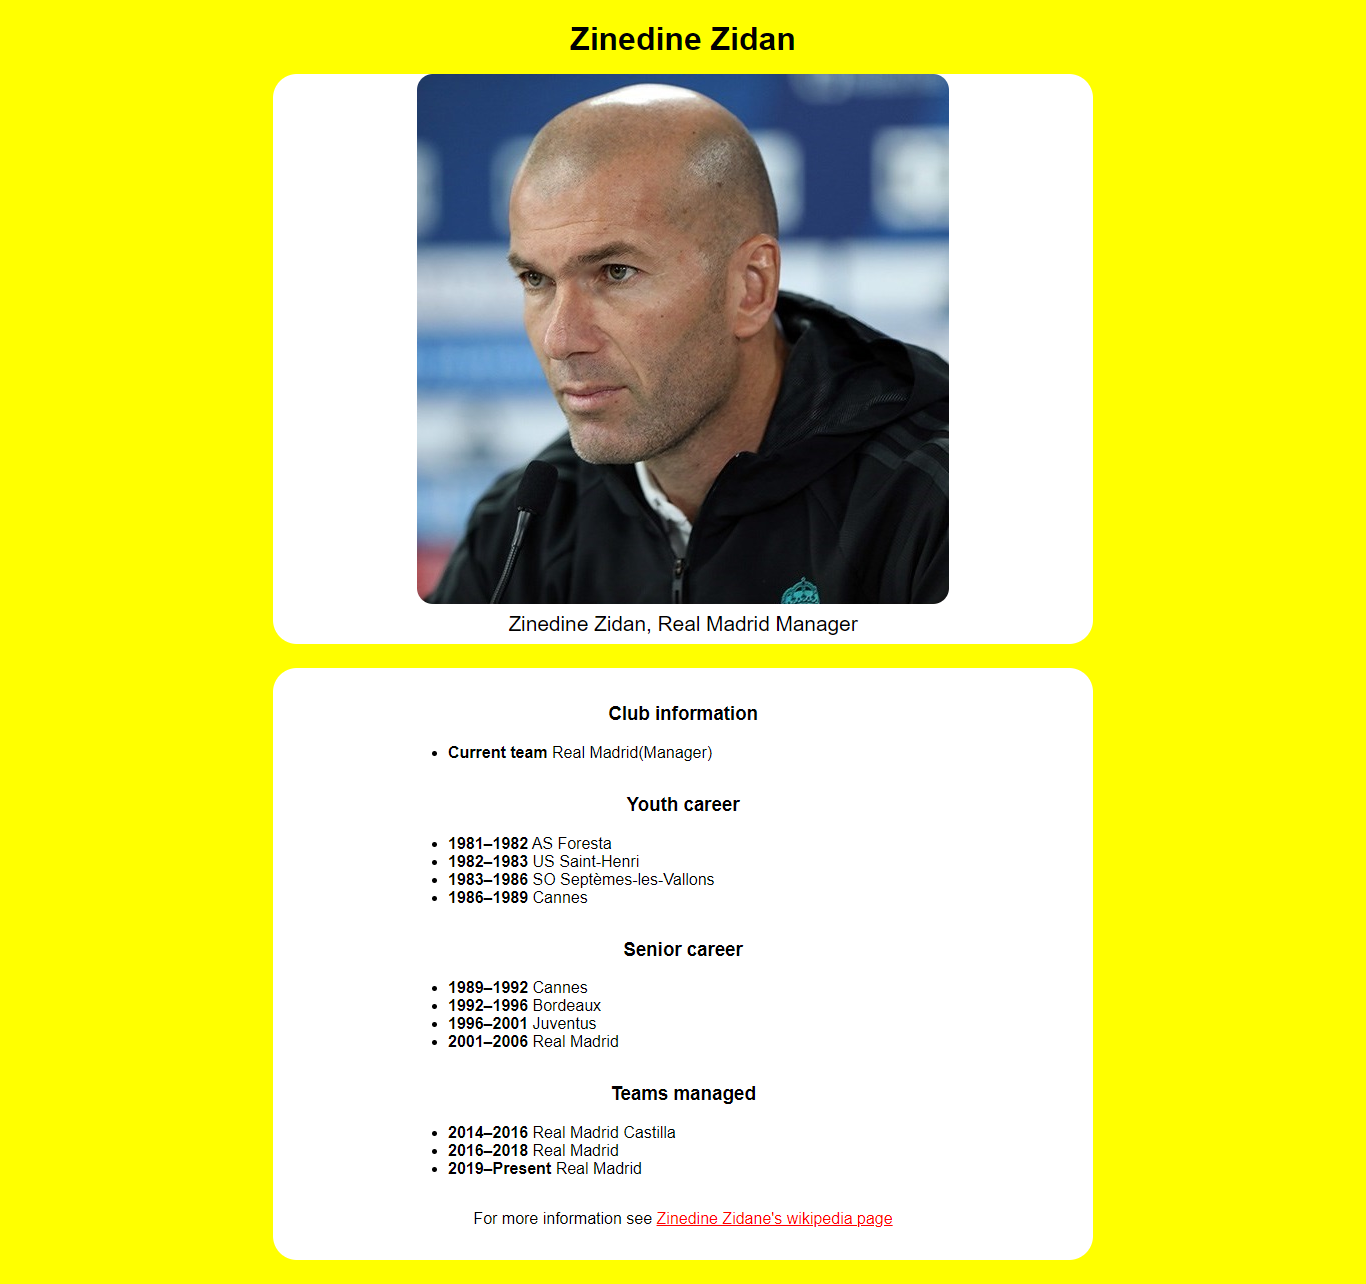 Zinedine Zidan
Zinedine Zidan, Real Madrid Manager
Club information
Current team Real Madrid(Manager)
Youth career
1981–1982 AS Foresta
1982–1983 US Saint-Henri
1983–1986 SO Septèmes-les-Vallons
1986–1989 Cannes
Senior career
1989–1992 Cannes
1992–1996 Bordeaux
1996–2001 Juventus
2001–2006 Real Madrid
Teams managed
2014–2016 Real Madrid Castilla
2016–2018 Real Madrid
2019–Present Real Madrid
For more information see Zinedine Zidane's wikipedia page